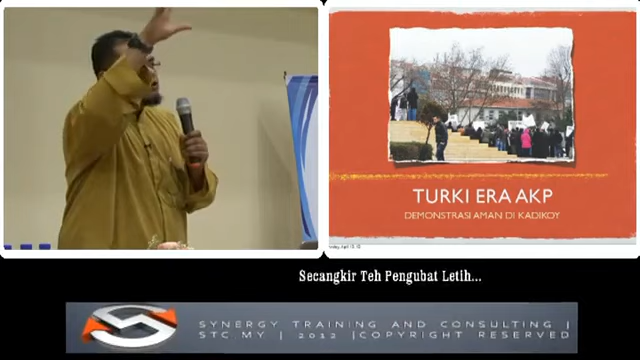 TURKI ERA AKP
DEMONSTRASI AMAN DI KADIKOY
Secangkir Teh Pengubat Letih...
SYNERGY TRAINING AND CONSULTING |
STC.MY | 2012 |COPYRIGHT RESERVED